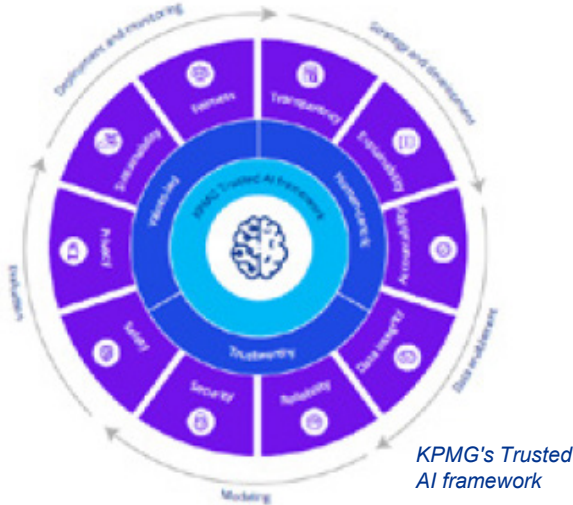 Deployment and monitoring
Strategy and development
Data enablement
Modeling
Evaluation
Fairness
Transparency
Explainability
Accountability
Data integrity
Reliability
Security
Safety
Privacy
Sustainability
Values-led
Human-centric
Trustworthy
KPMG Trusted AI framework
KPMG's Trusted
AI framework